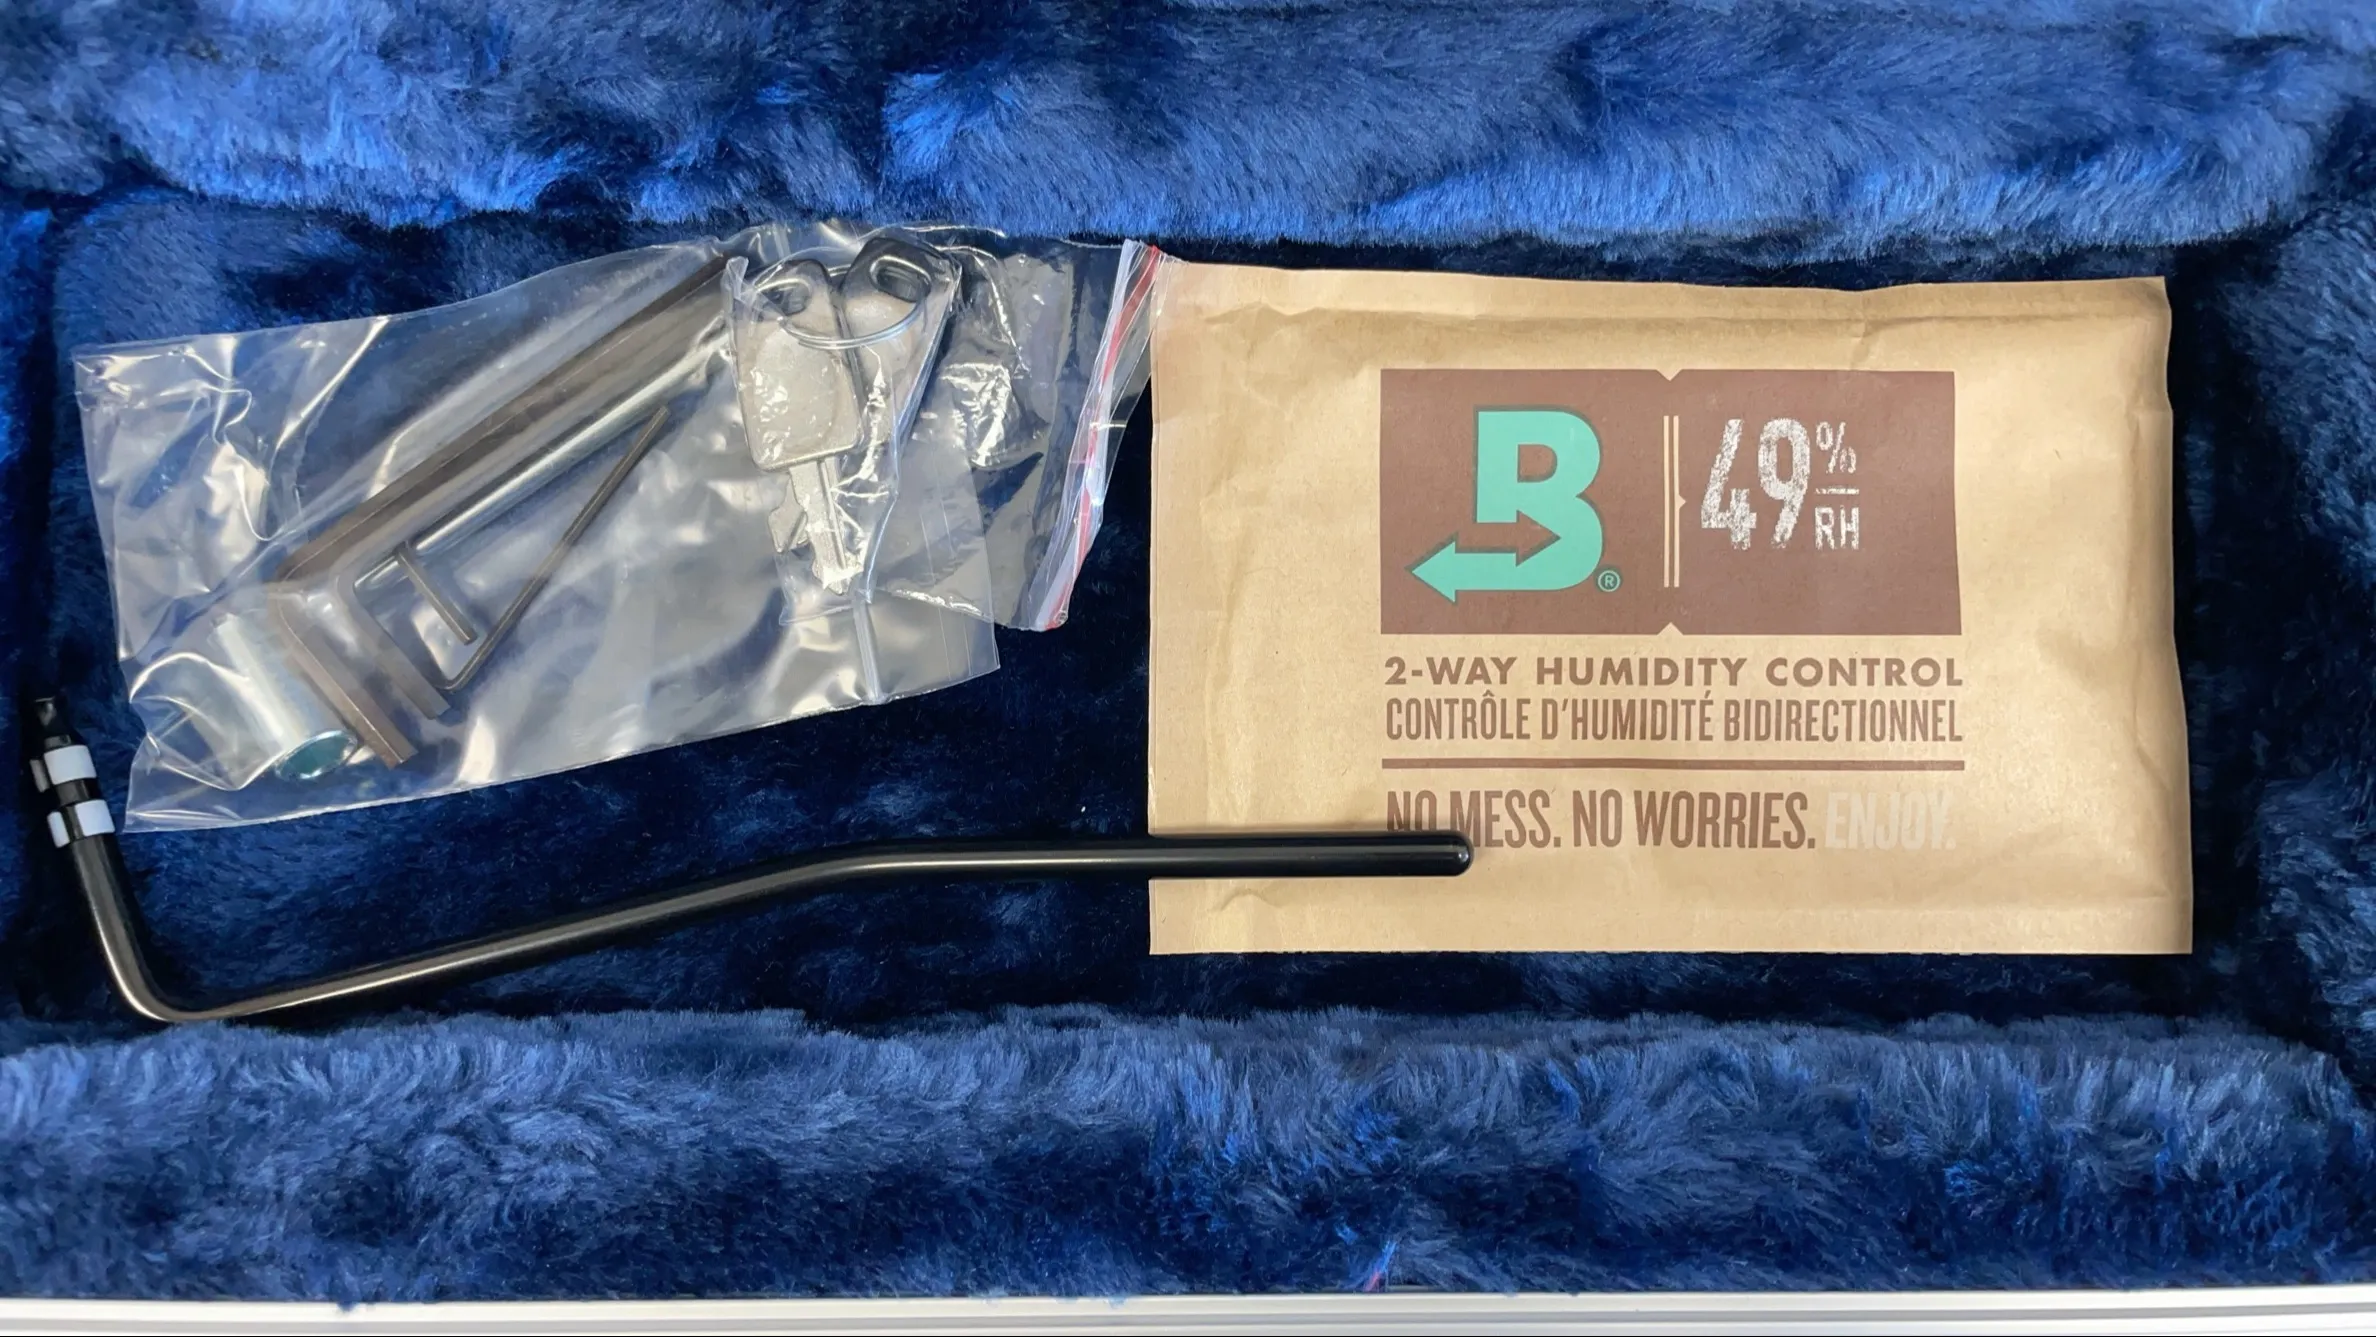 B®
49% RH
2-WAY HUMIDITY CONTROL
CONTRÔLE D'HUMIDITÉ BIDIRECTIONNEL
NO MESS. NO WORRIES. ENJOY.